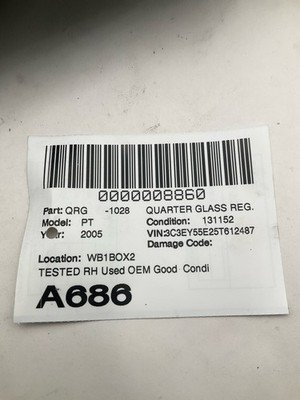 0000008860
Part: QRG -1028 QUARTER GLASS REG.
Model: PT Condition: 131152
Year: 2005 VIN:3C3EY55E25T612487
Damage Code:
Location: WB1BOX2
TESTED RH Used OEM Good Condi
A686